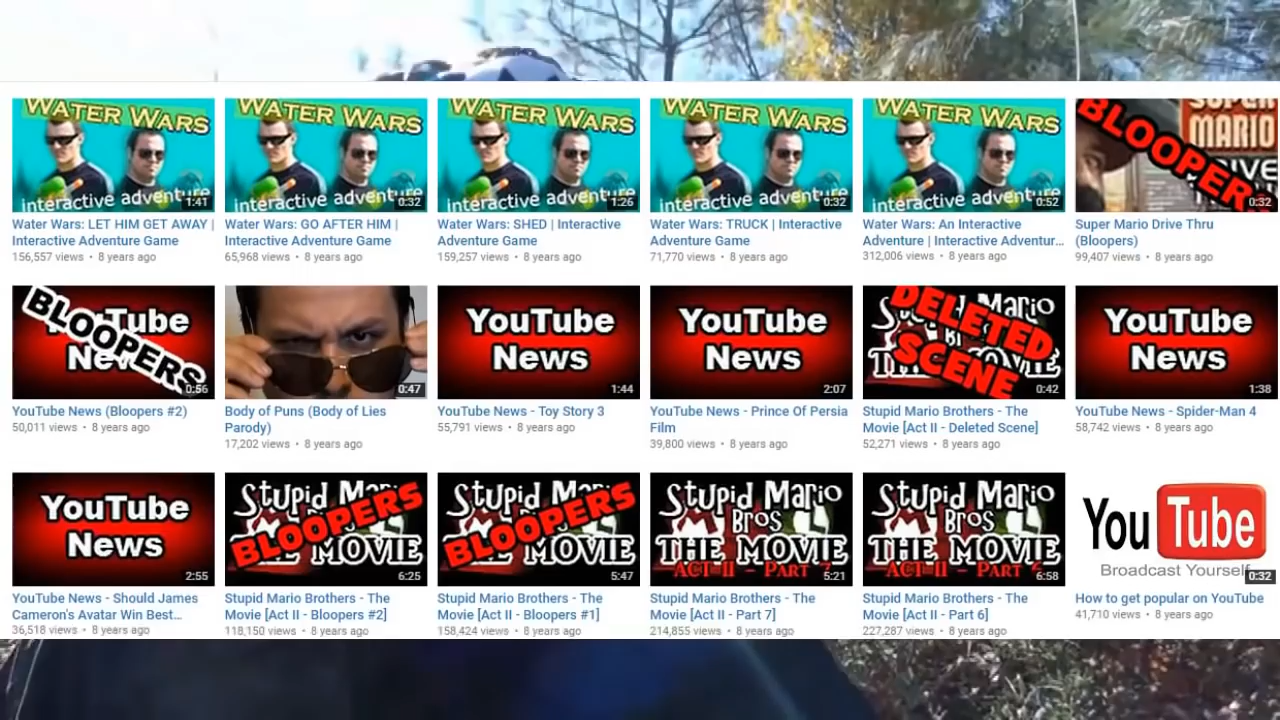 WATER WARS
interactive adventure
1:41
Water Wars: LET HIM GET AWAY |
Interactive Adventure Game
156,557 views • 8 years ago
WATER WARS
interactive adventure
0:32
Water Wars: GO AFTER HIM |
Interactive Adventure Game
65,968 views • 8 years ago
WATER WARS
interactive adventure
1:26
Water Wars: SHED | Interactive
Adventure Game
159,257 views • 8 years ago
WATER WARS
interactive adventure
0:32
Water Wars: TRUCK | Interactive
Adventure Game
71,770 views • 8 years ago
WATER WARS
interactive adventure
0:52
Water Wars: An Interactive
Adventure | Interactive Adventur...
312,006 views • 8 years ago
SUPER
MARIO
BLOOPERS
0:32
Super Mario Drive Thru
(Bloopers)
99,407 views • 8 years ago
YouTube
News
BLOOPERS
0:56
YouTube News (Bloopers #2)
50,011 views • 8 years ago
0:47
Body of Puns (Body of Lies
Parody)
17,202 views • 8 years ago
YouTube
News
1:44
YouTube News - Toy Story 3
55,791 views • 8 years ago
YouTube
News
2:07
YouTube News - Prince Of Persia
Film
39,800 views • 8 years ago
Stupid Mario
DELETED
SCENE
0:42
Stupid Mario Brothers - The
Movie [Act II - Deleted Scene]
52,271 views • 8 years ago
YouTube
News
1:38
YouTube News - Spider-Man 4
58,742 views • 8 years ago
YouTube
News
2:55
YouTube News - Should James
Cameron's Avatar Win Best...
36,518 views • 8 years ago
Stupid Mario
BLOOPERS
THE MOVIE
6:25
Stupid Mario Brothers - The
Movie [Act II - Bloopers #2]
118,150 views • 8 years ago
Stupid Mario
BLOOPERS
THE MOVIE
5:47
Stupid Mario Brothers - The
Movie [Act II - Bloopers #1]
158,424 views • 8 years ago
Stupid Mario
Bros
THE MOVIE
ACT II - Part 7
5:21
Stupid Mario Brothers - The
Movie [Act II - Part 7]
214,855 views • 8 years ago
Stupid Mario
Bros
THE MOVIE
ACT II - Part 6
6:58
Stupid Mario Brothers - The
Movie [Act II - Part 6]
227,287 views • 8 years ago
YouTube
Broadcast Yourself
0:32
How to get popular on YouTube
41,710 views • 8 years ago